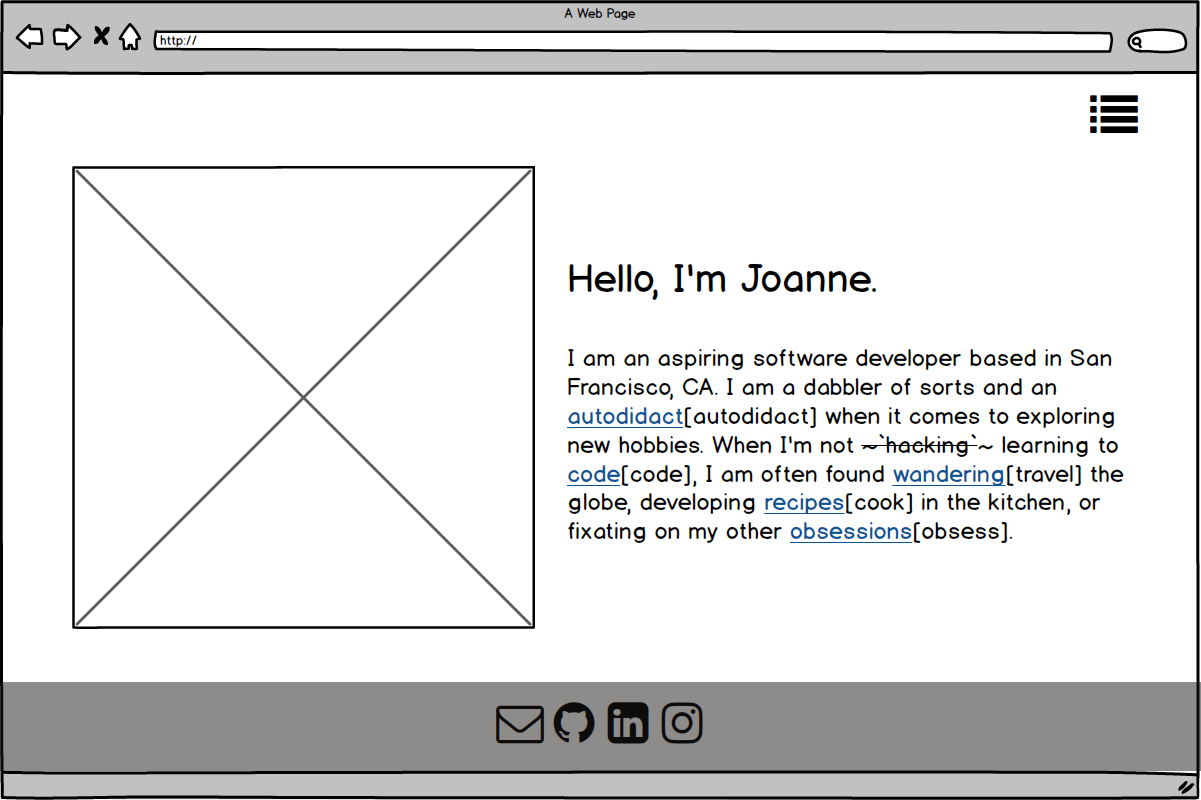 A Web Page
http://
Hello, I'm Joanne.
I am an aspiring software developer based in San
Francisco, CA. I am a dabbler of sorts and an
autodidact[autodidact] when it comes to exploring
new hobbies. When I'm not ~`hacking`~ learning to
code[code], I am often found wandering[travel] the
globe, developing recipes[cook] in the kitchen, or
fixating on my other obsessions[obsess].
in